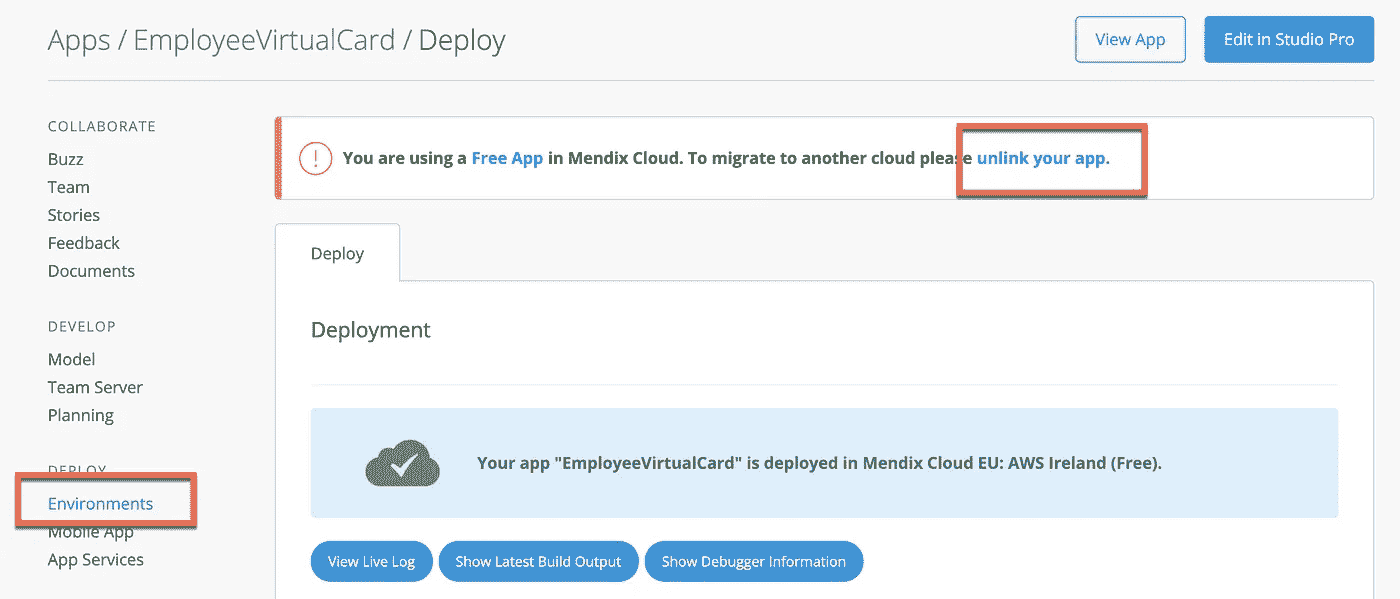 Apps / EmployeeVirtualCard / Deploy
View App
Edit in Studio Pro
COLLABORATE
Buzz
Team
Stories
Feedback
Documents
DEVELOP
Model
Team Server
Planning
DEPLOY
Environments
Mobile App
App Services
You are using a Free App in Mendix Cloud. To migrate to another cloud please unlink your app.
Deploy
Deployment
Your app "EmployeeVirtualCard" is deployed in Mendix Cloud EU: AWS Ireland (Free).
View Live Log
Show Latest Build Output
Show Debugger Information